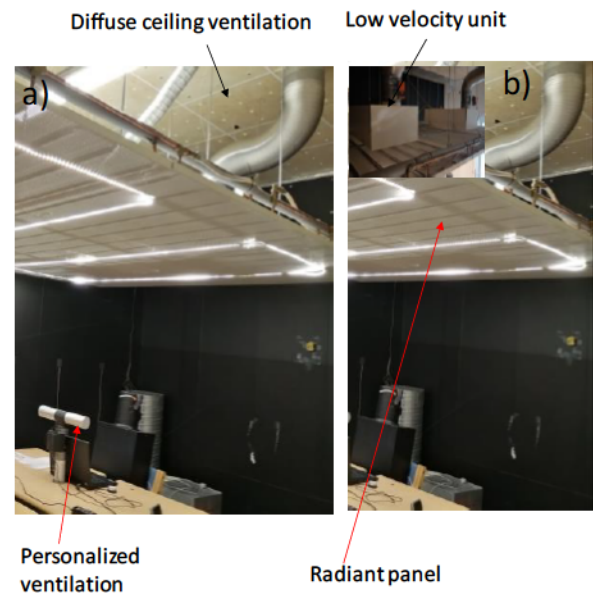 Diffuse ceiling ventilation
Low velocity unit
a)
b)
Personalized
ventilation
Radiant panel